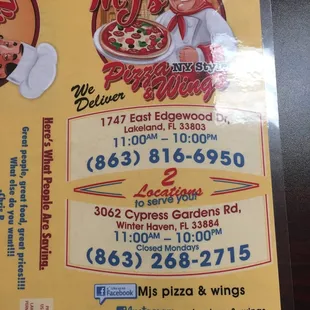 MJ's
NY Style
Pizza
& Wings
We
Deliver
1747 East Edgewood Dr,
Lakeland, FL 33803
11:00AM – 10:00PM
(863) 816-6950
2
Locations
to serve you!
3062 Cypress Gardens Rd,
Winter Haven, FL 33884
11:00AM – 10:00PM
Closed Mondays
(863) 268-2715
Facebook
Mjs pizza & wings
Here's What People Are Saying.
Great people, great food, great prices!!!!
What else do you want!!!